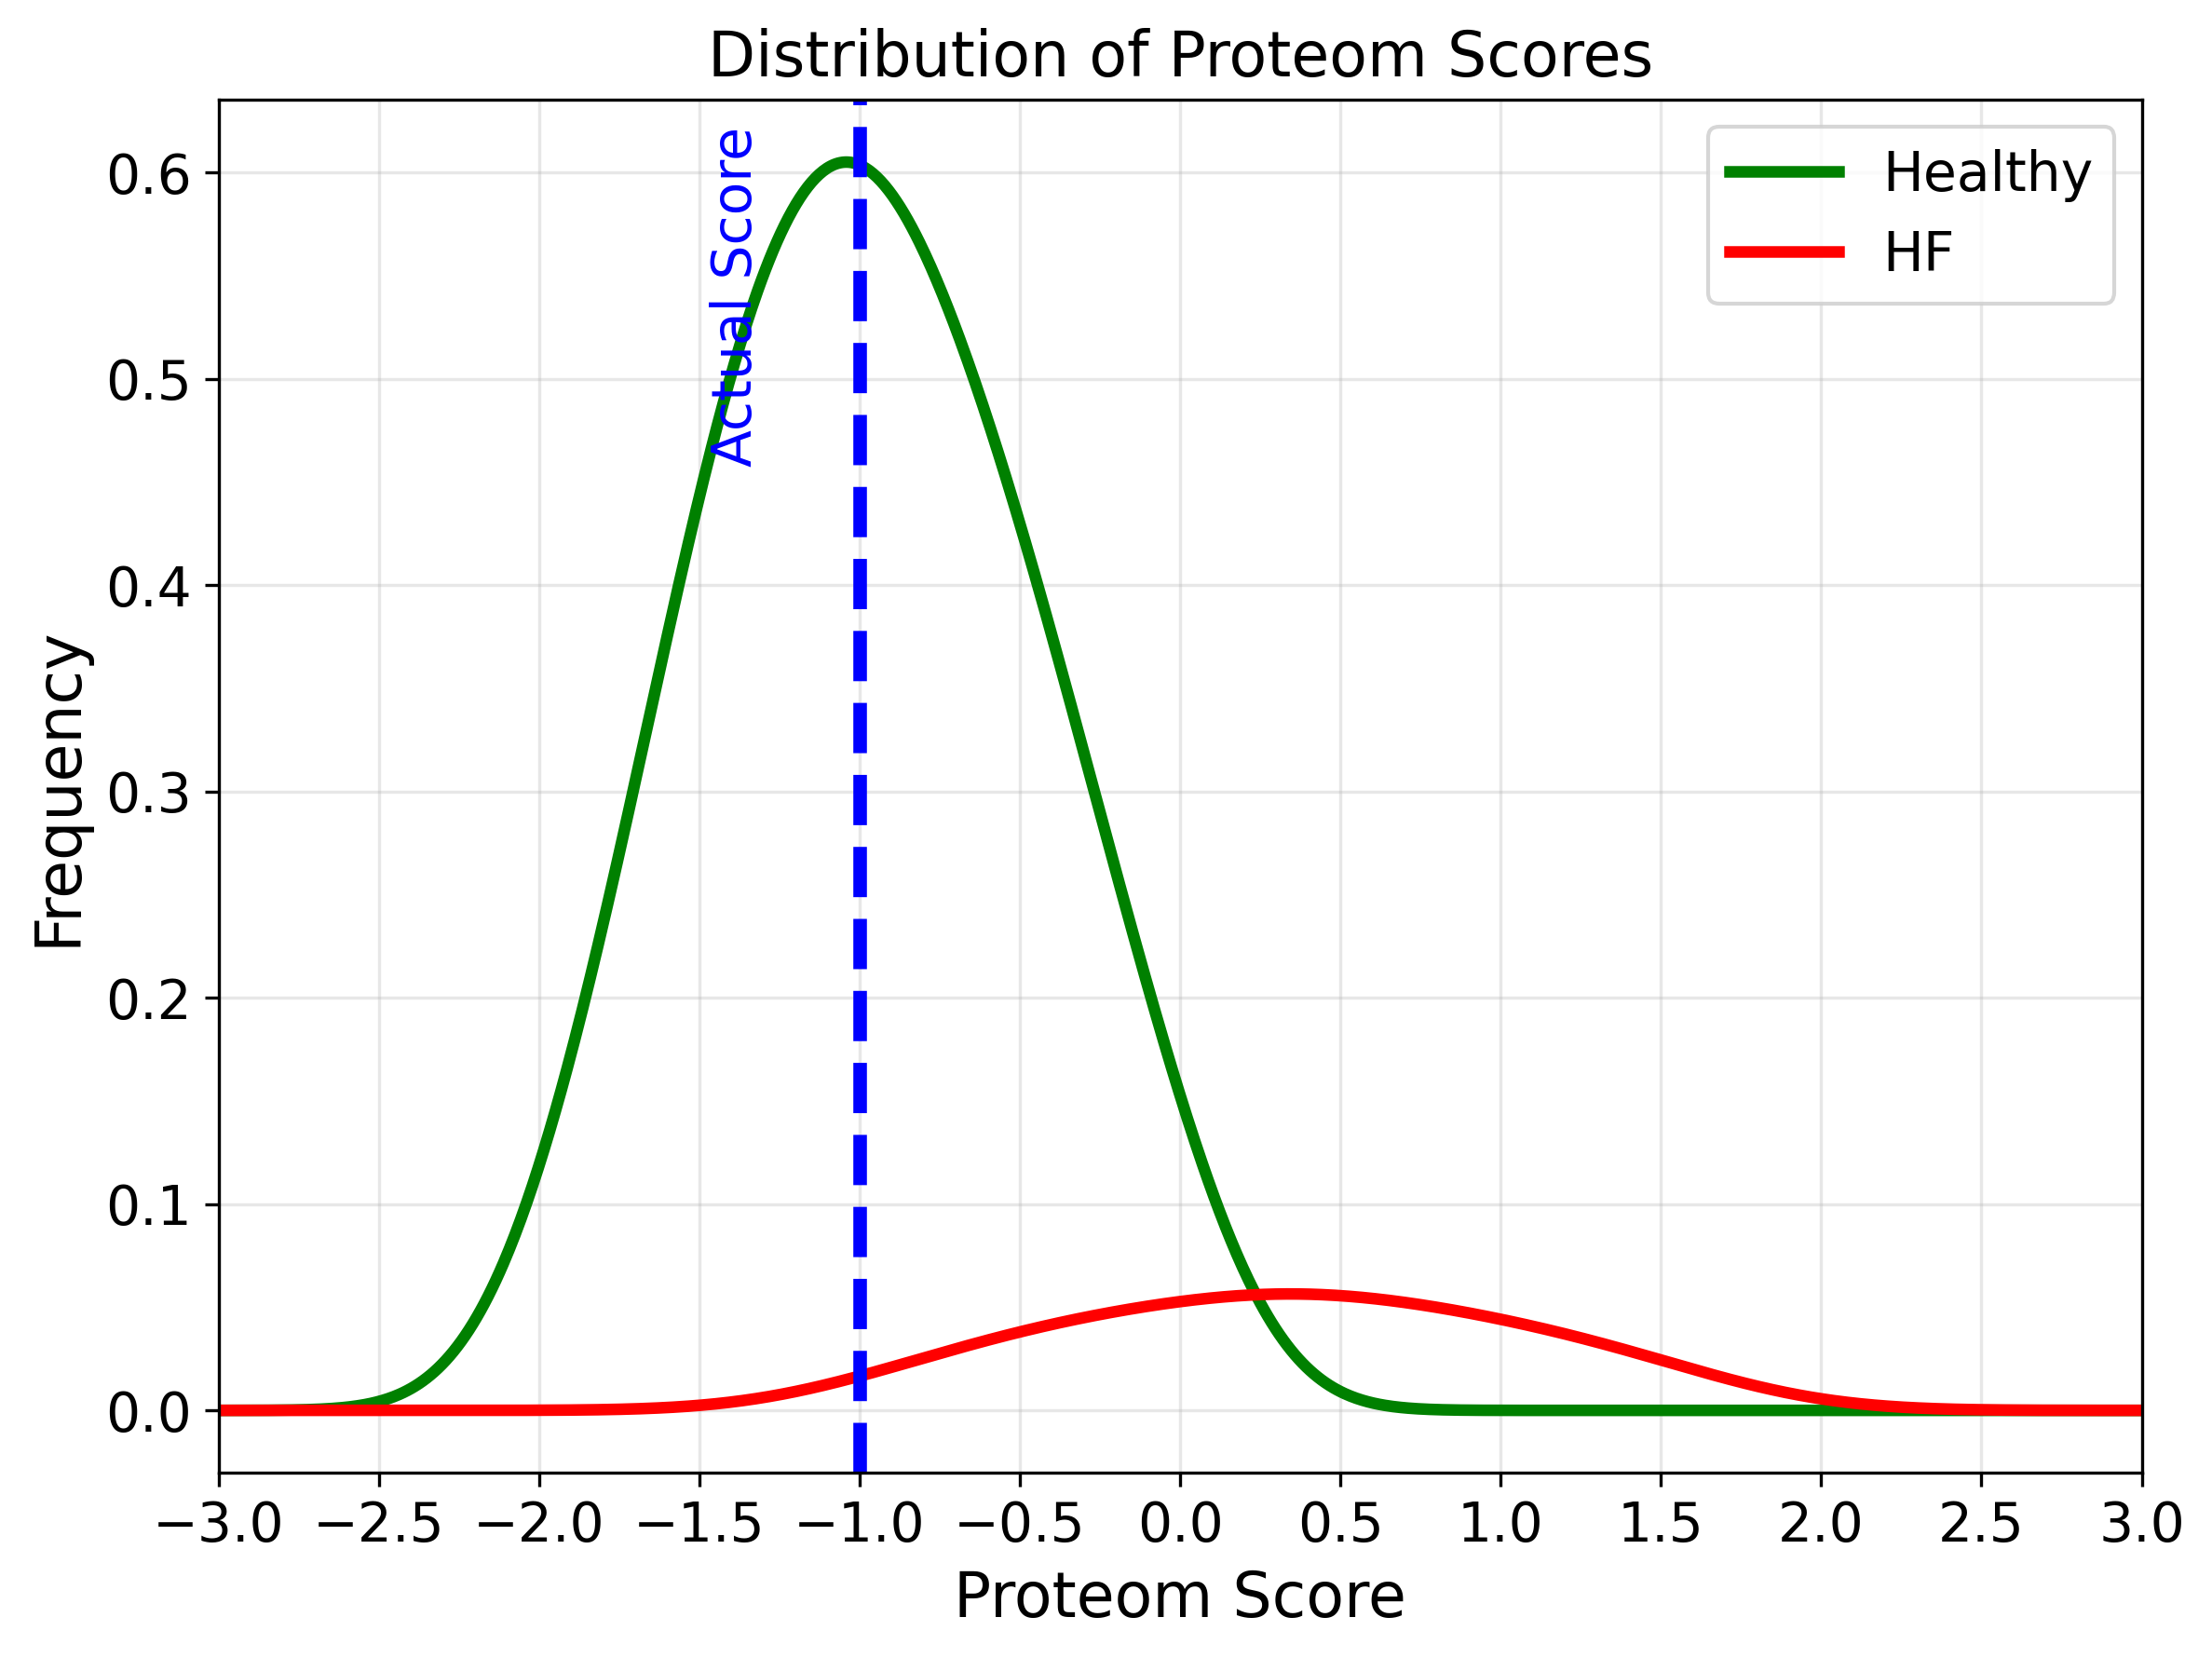 Distribution of Proteom Scores
Healthy
HF
Actual Score
Frequency
0.6
0.5
0.4
0.3
0.2
0.1
0.0
−3.0 −2.5 −2.0 −1.5 −1.0 −0.5 0.0 0.5 1.0 1.5 2.0 2.5 3.0
Proteom Score